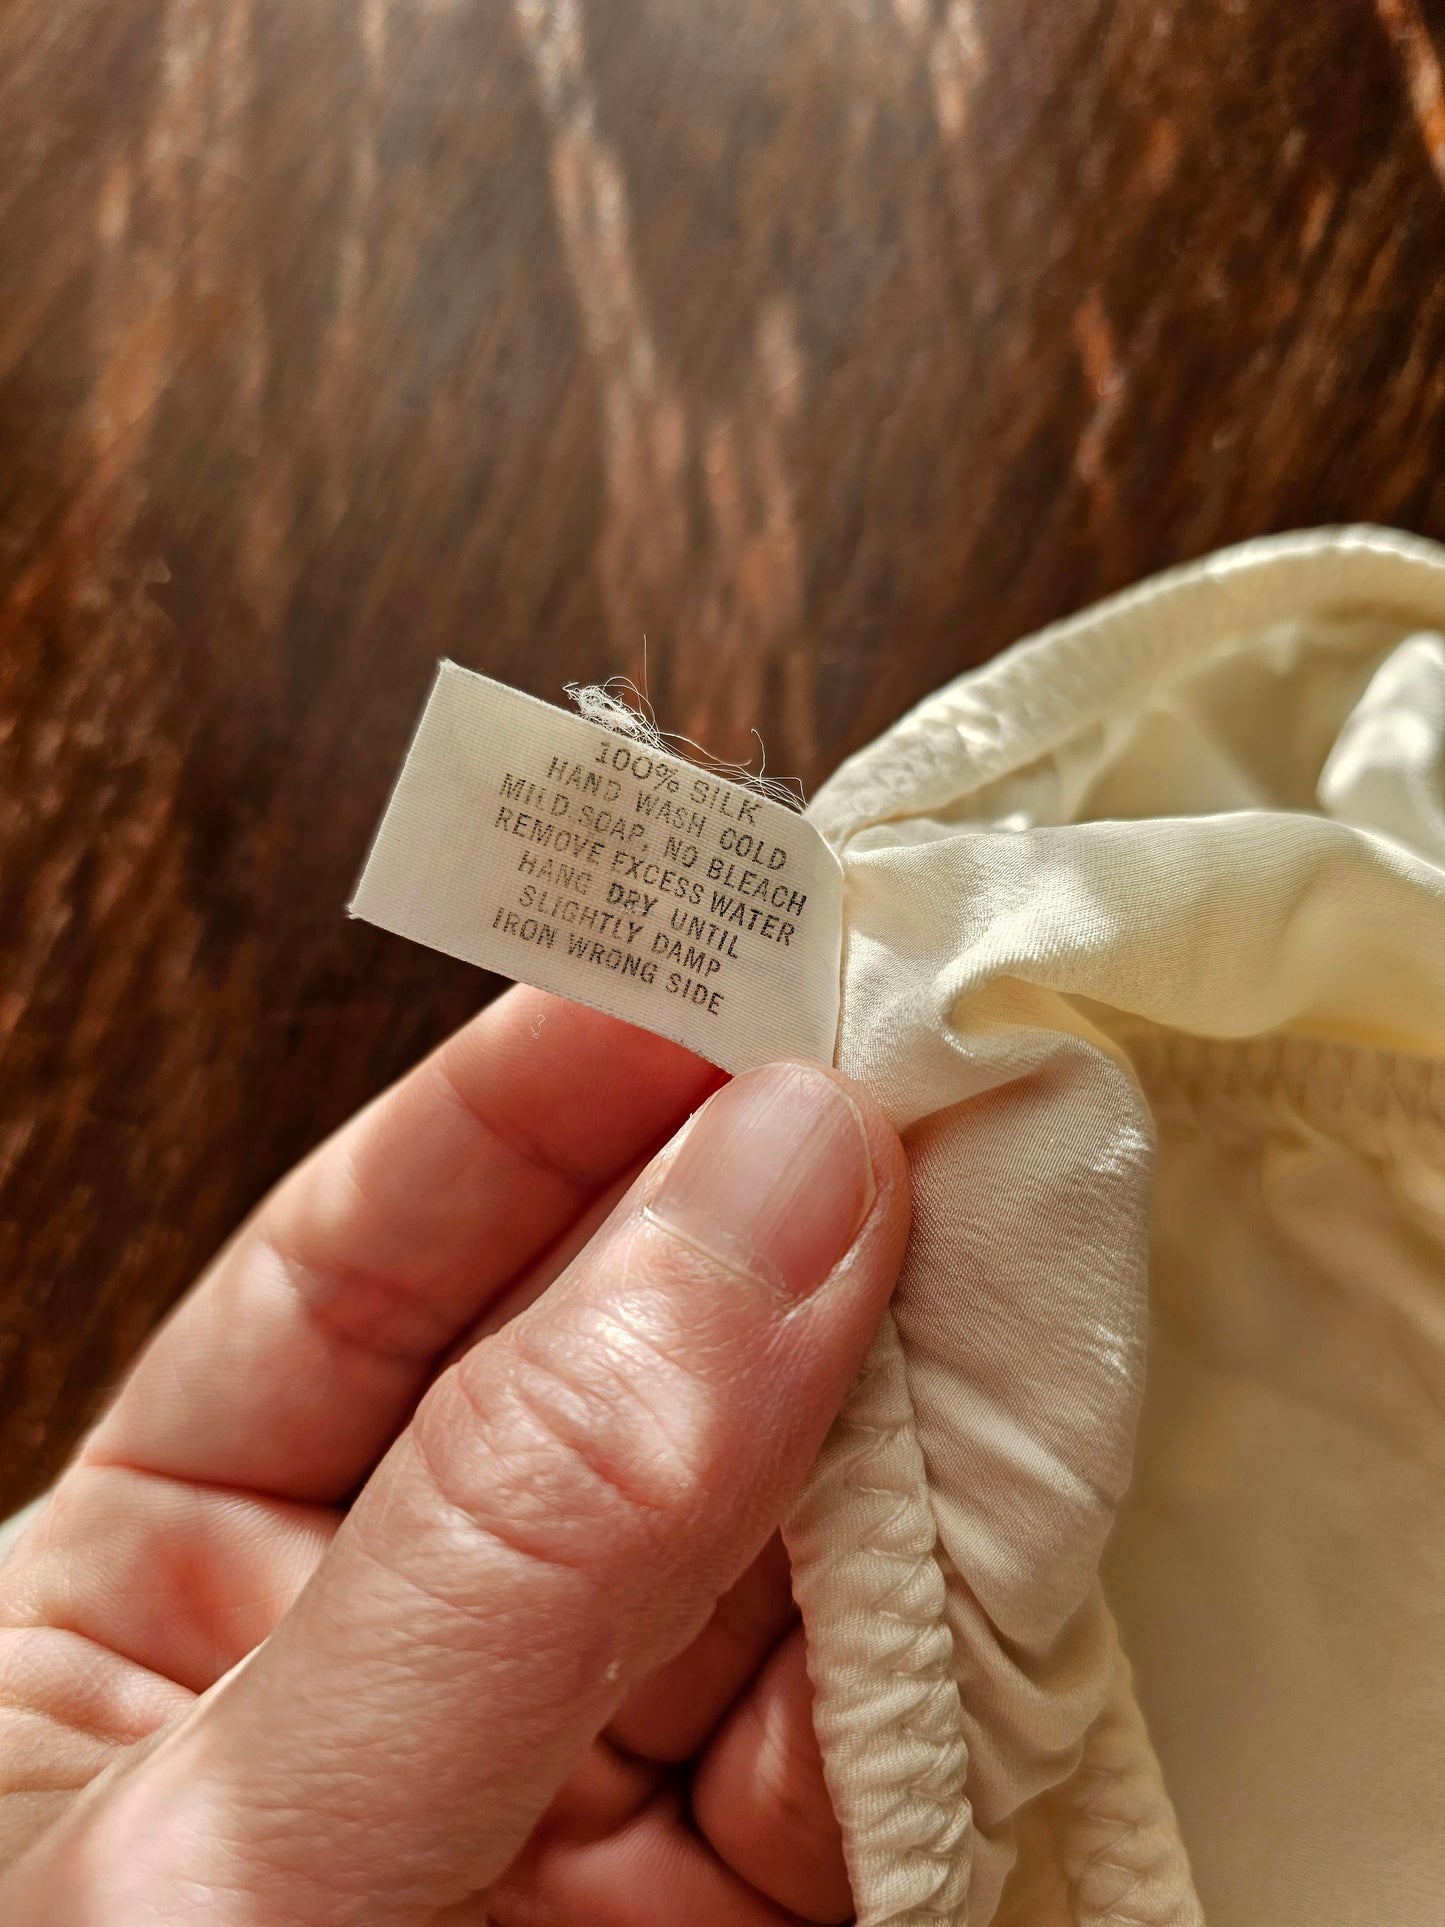 100% SILK
HAND WASH COLD
MILD SOAP, NO BLEACH
REMOVE EXCESS WATER
HANG DRY UNTIL
SLIGHTLY DAMP
IRON WRONG SIDE